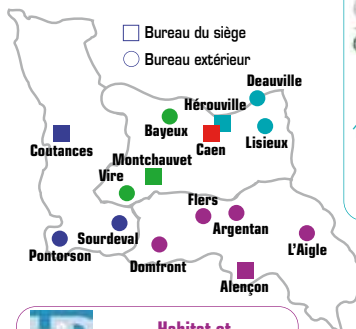 Bureau du siège
Bureau extérieur
Deauville
Hérouville
Bayeux
Caen
Lisieux
Coutances
Montchauvet
Vire
Flers
Argentan
Sourdeval
L'Aigle
Pontorson
Domfront
Alençon
Habitat et